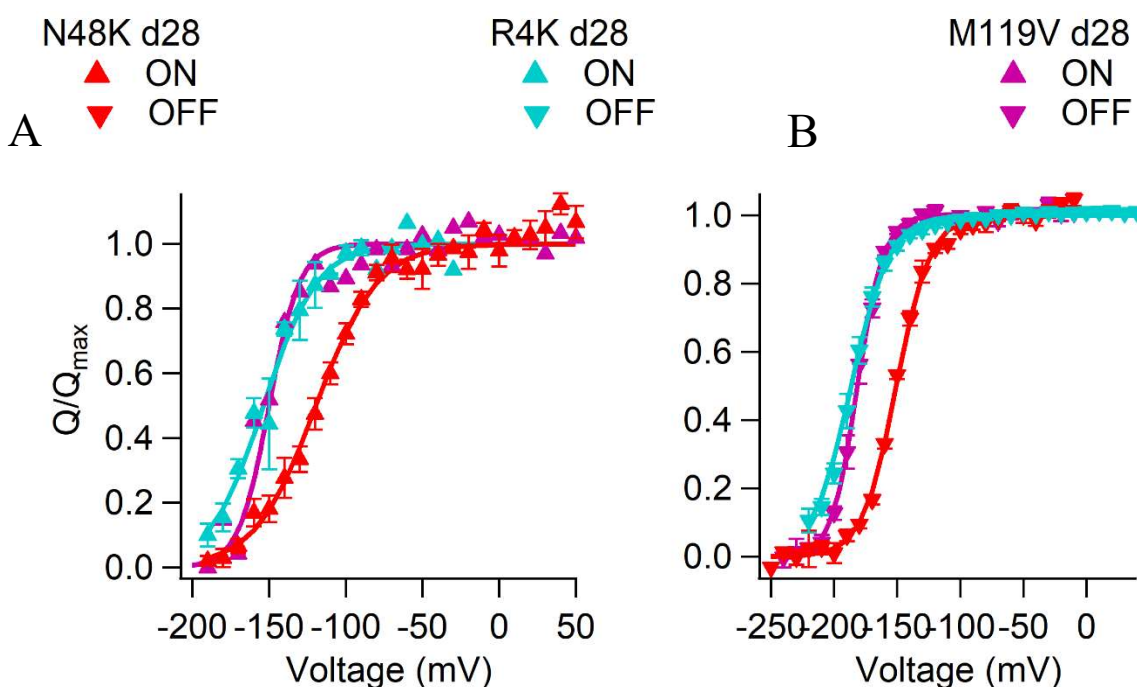 N48K d28
ON
OFF
R4K d28
ON
OFF
M119V d28
ON
OFF
A
B
Q/Qmax
1.0
0.8
0.6
0.4
0.2
0.0
-200 -150 -100 -50 0 50
Voltage (mV)
1.0
0.8
0.6
0.4
0.2
0.0
-250 -200 -150 -100 -50 0
Voltage (mV)